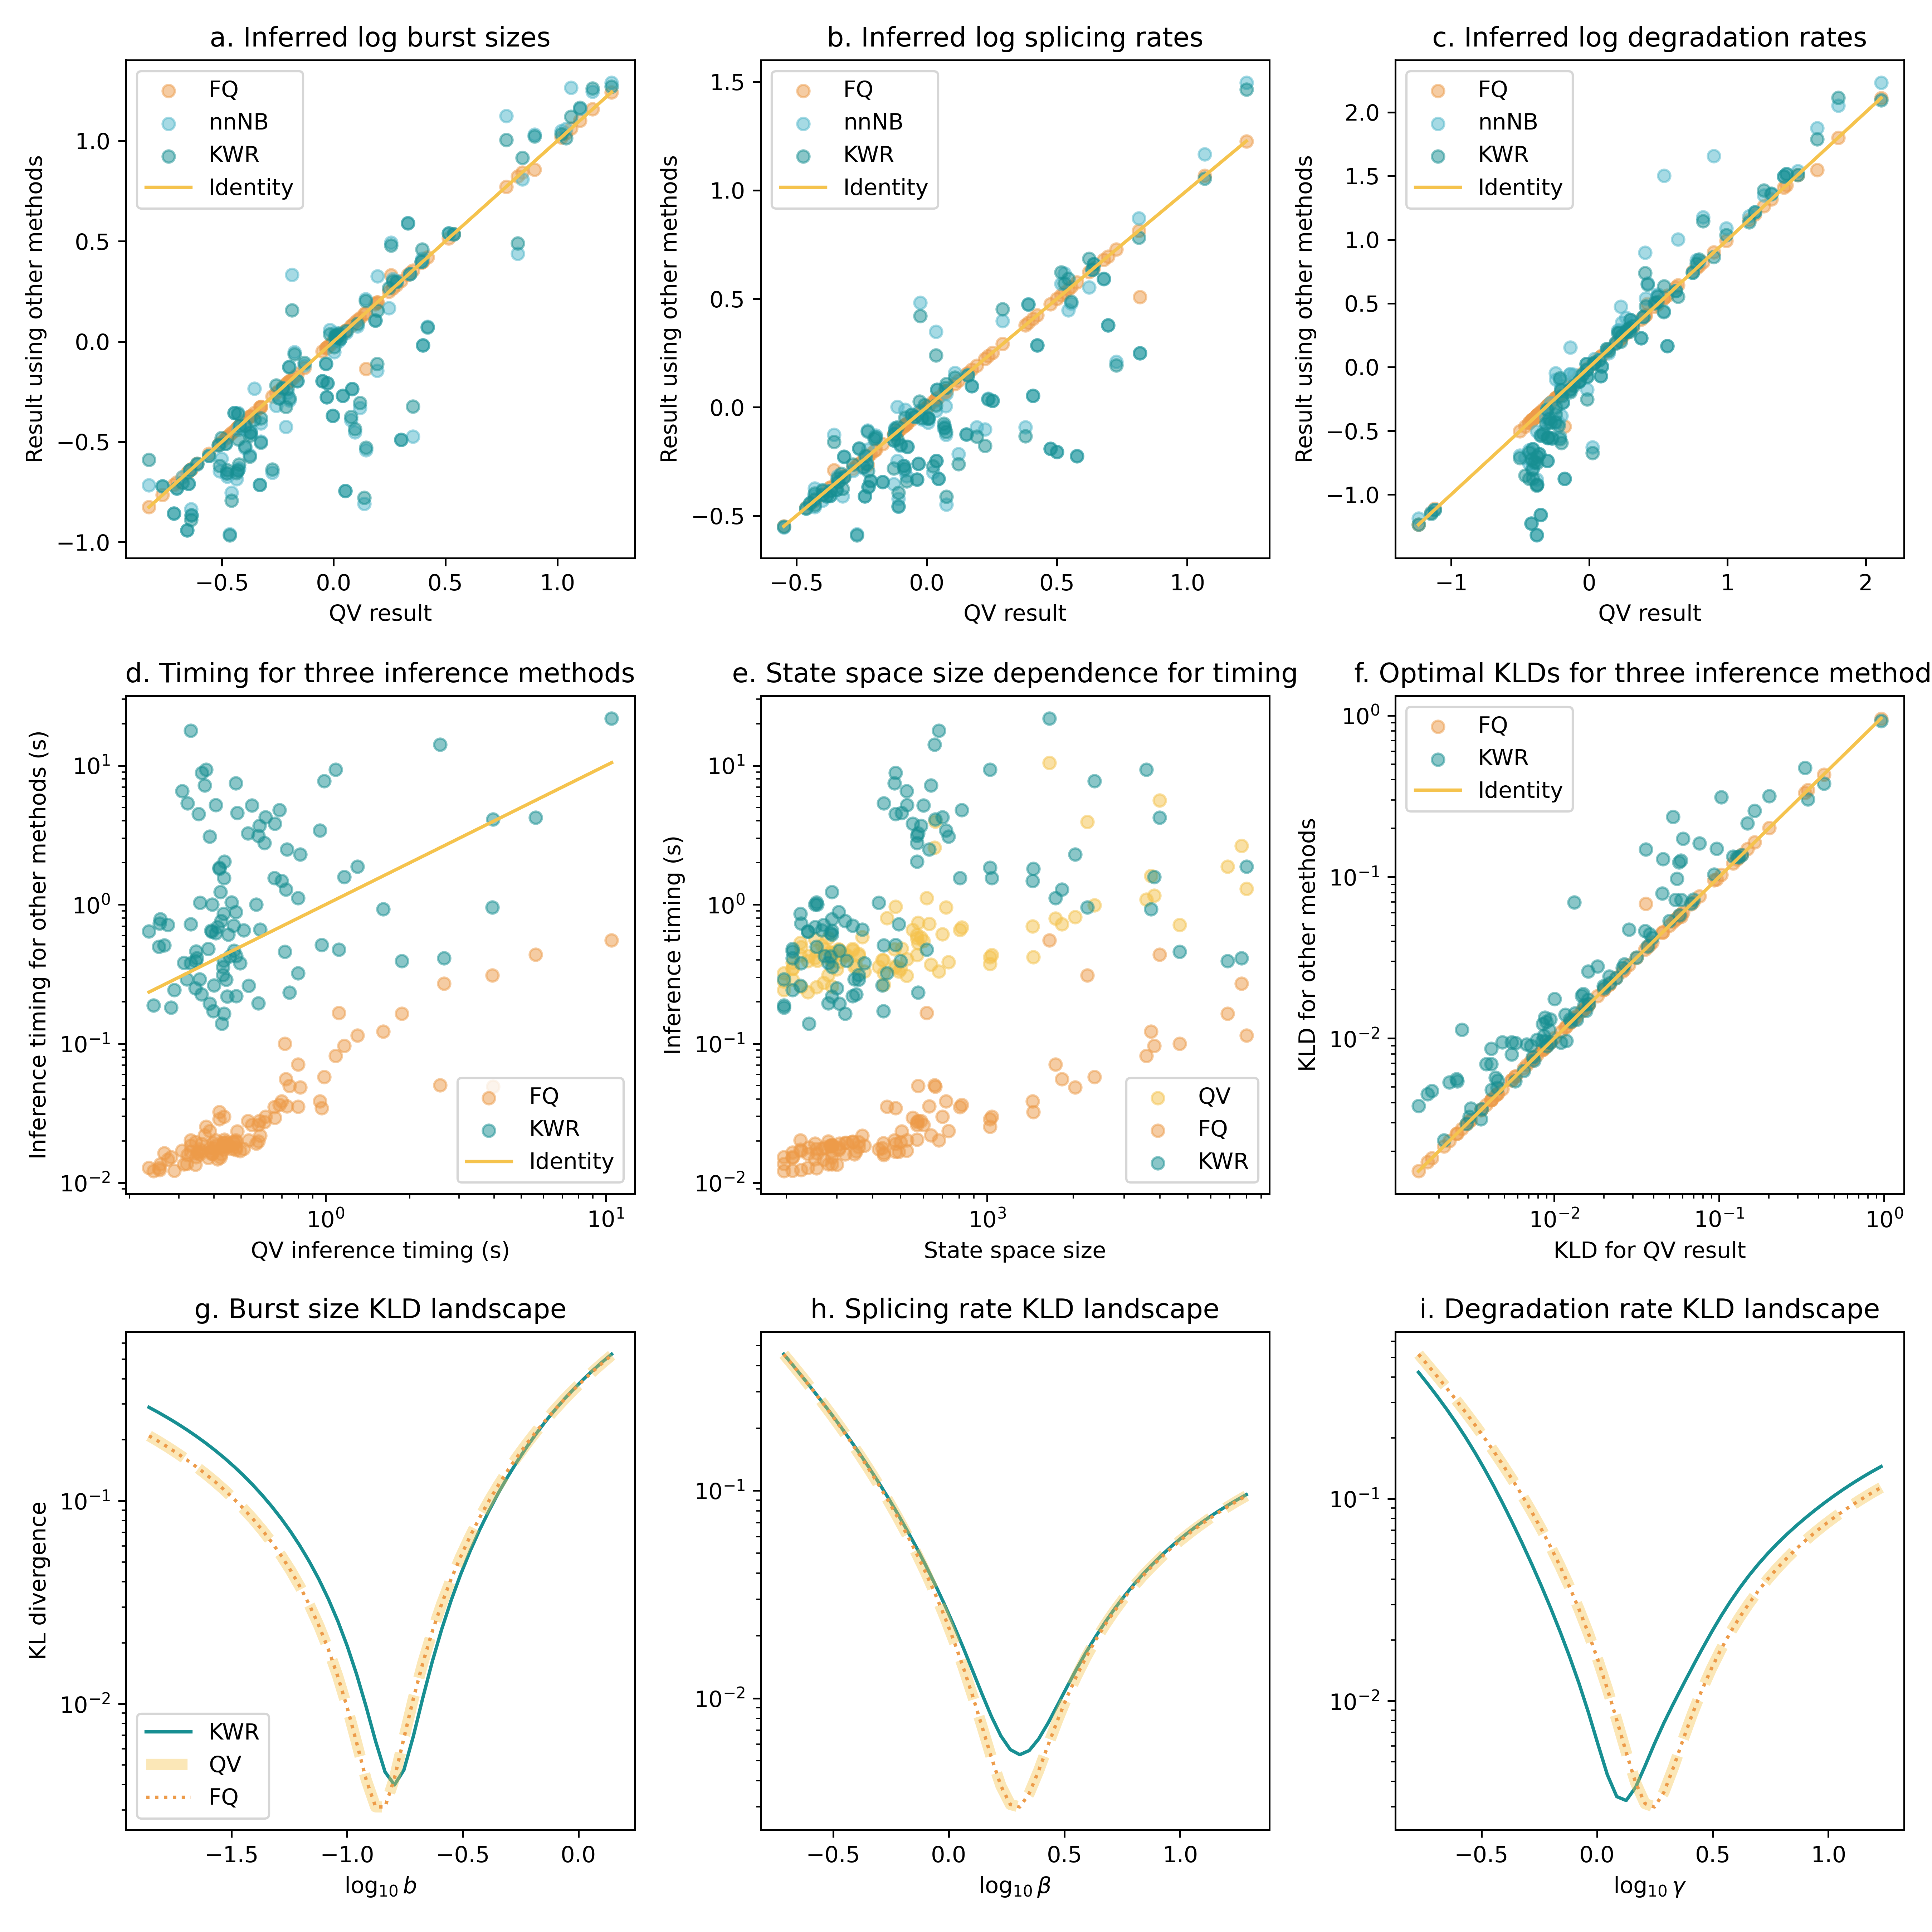 a. Inferred log burst sizes
FQ
nnNB
KWR
Identity
1.0
0.5
0.0
−0.5
−1.0
Result using other methods
−0.5 0.0 0.5 1.0
QV result
b. Inferred log splicing rates
FQ
nnNB
KWR
Identity
1.5
1.0
0.5
0.0
−0.5
Result using other methods
−0.5 0.0 0.5 1.0
QV result
c. Inferred log degradation rates
FQ
nnNB
KWR
Identity
2.0
1.5
1.0
0.5
0.0
−0.5
−1.0
Result using other methods
−1 0 1 2
QV result
d. Timing for three inference methods
10¹
10⁰
10⁻¹
10⁻²
Inference timing for other methods (s)
FQ
KWR
Identity
10⁰ 10¹
QV inference timing (s)
e. State space size dependence for timing
10¹
10⁰
10⁻¹
10⁻²
Inference timing (s)
QV
FQ
KWR
10³
State space size
f. Optimal KLDs for three inference method
FQ
KWR
Identity
10⁰
10⁻¹
10⁻²
KLD for other methods
10⁻² 10⁻¹ 10⁰
KLD for QV result
g. Burst size KLD landscape
10⁻¹
10⁻²
KL divergence
KWR
QV
FQ
−1.5 −1.0 −0.5 0.0
log₁₀ b
h. Splicing rate KLD landscape
10⁻¹
10⁻²
−0.5 0.0 0.5 1.0
log₁₀ β
i. Degradation rate KLD landscape
10⁻¹
10⁻²
−0.5 0.0 0.5 1.0
log₁₀ γ